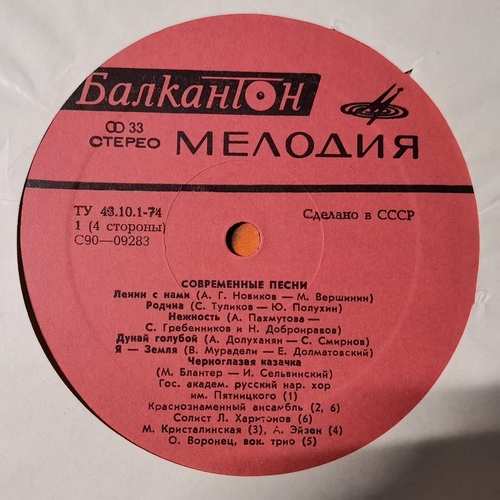 Балкантон
33
СТЕРЕО
МЕЛОДИЯ
ТУ 43.10.1-74
1 (4 стороны)
С90—09283
Сделано в СССР
СОВРЕМЕННЫЕ ПЕСНИ
Ленин с нами (А. Г. Новиков — М. Вершинин)
Родина (С. Туликов — Ю. Полухин)
Нежность (А. Пахмутова —
С. Гребенников и Н. Добронравов)
Дунай голубой (А. Долуханян — С. Смирнов)
Я — Земля (В. Мурадели — Е. Долматовский)
Черноглазая казачка
(М. Блантер — И. Сельвинский)
Гос. академ. русский нар. хор
им. Пятницкого (1)
Краснознаменный ансамбль (2, 6)
Солист Л. Харитонов (6)
М. Кристалинская (3), А. Эйзен (4)
О. Воронец, вок. трио (5)